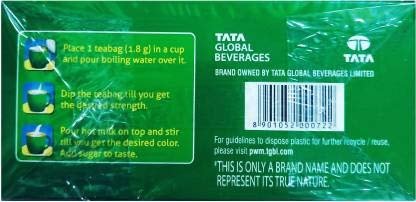 Place 1 teabag (1.8 g) in a cup
and pour boiling water over it.
Dip the teabag till you get
the desired strength.
Pour hot milk on top and stir
till you get the desired color.
Add sugar to taste.
TATA
GLOBAL
BEVERAGES
TATA
BRAND OWNED BY TATA GLOBAL BEVERAGES LIMITED
8 901052 000722
For guidelines to dispose plastic for further recycle / reuse,
please visit pwm.tgbl.com
*THIS IS ONLY A BRAND NAME AND DOES NOT
REPRESENT ITS TRUE NATURE.